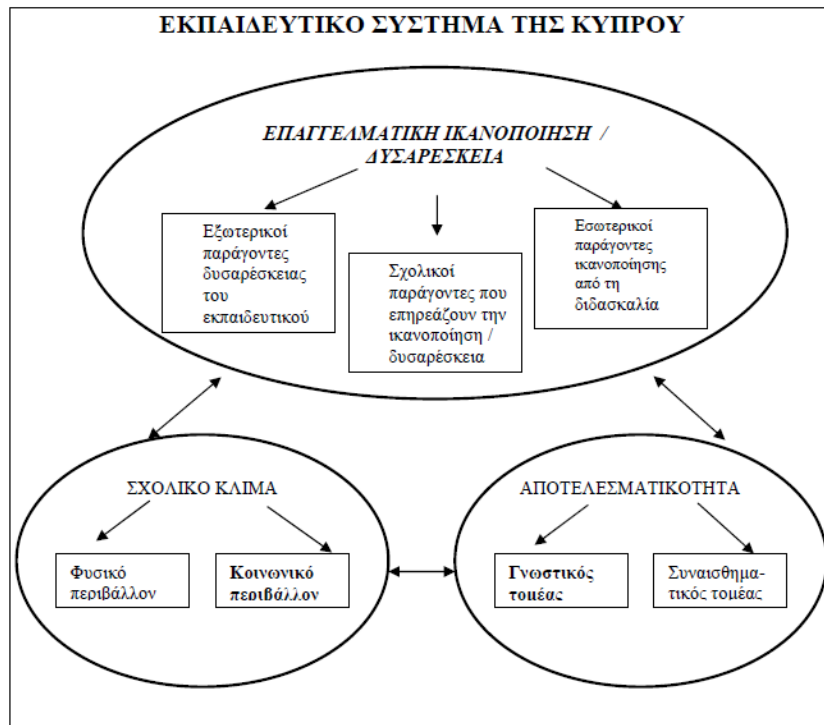 ΕΚΠΑΙΔΕΥΤΙΚΟ ΣΥΣΤΗΜΑ ΤΗΣ ΚΥΠΡΟΥ
ΕΠΑΓΓΕΛΜΑΤΙΚΗ ΙΚΑΝΟΠΟΙΗΣΗ /
ΔΥΣΑΡΕΣΚΕΙΑ
Εξωτερικοί
παράγοντες
δυσαρέσκειας
του
εκπαιδευτικού
Σχολικοί
παράγοντες που
επηρεάζουν την
ικανοποίηση /
δυσαρέσκεια
Εσωτερικοί
παράγοντες
ικανοποίησης
από τη
διδασκαλία
ΣΧΟΛΙΚΟ ΚΛΙΜΑ
Φυσικό
περιβάλλον
Κοινωνικό
περιβάλλον
ΑΠΟΤΕΛΕΣΜΑΤΙΚΟΤΗΤΑ
Γνωστικός
τομέας
Συναισθημα-
τικός τομέας